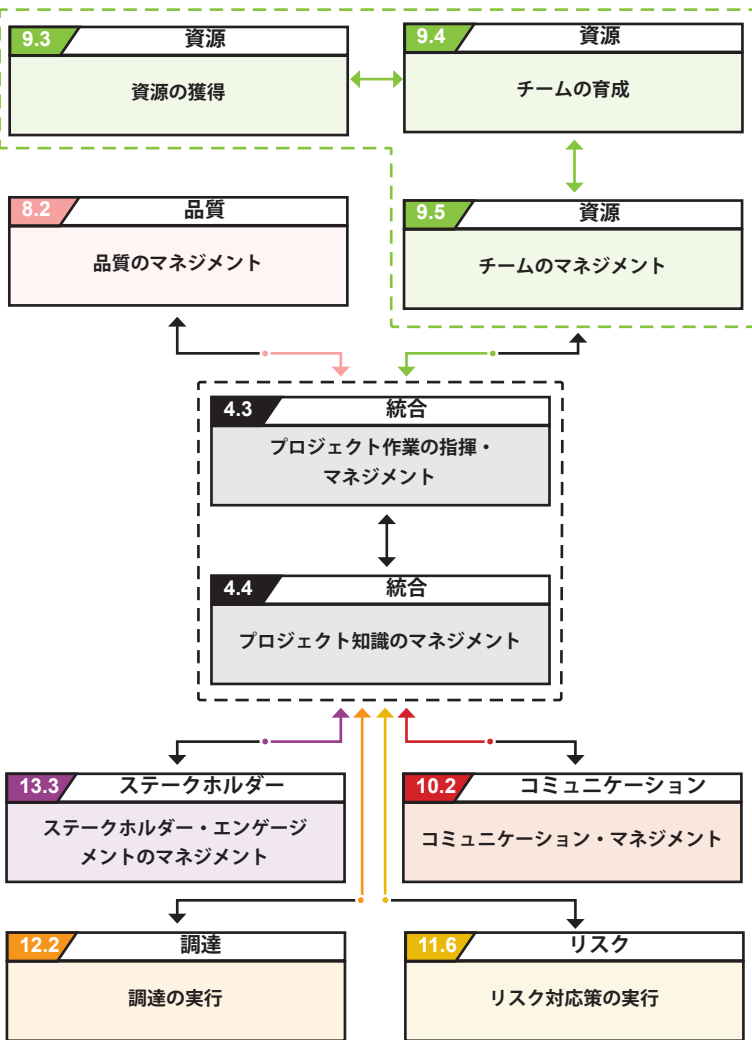 9.3 資源
資源の獲得
9.4 資源
チームの育成
8.2 品質
品質のマネジメント
9.5 資源
チームのマネジメント
4.3 統合
プロジェクト作業の指揮・
マネジメント
4.4 統合
プロジェクト知識のマネジメント
13.3 ステークホルダー
ステークホルダー・エンゲージ
メントのマネジメント
10.2 コミュニケーション
コミュニケーション・マネジメント
12.2 調達
調達の実行
11.6 リスク
リスク対応策の実行